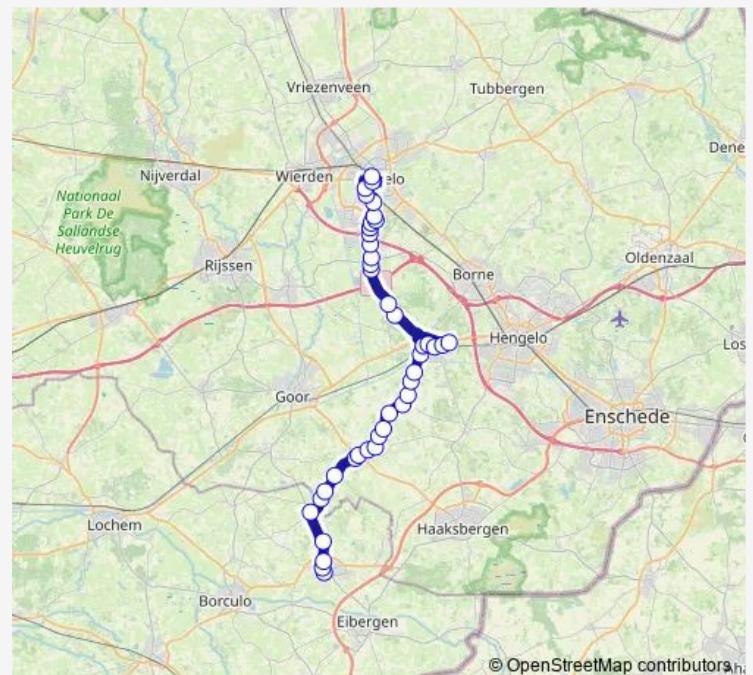 Vriezenveen
Tubbergen
Dene
Nijverdal
Wierden
elo
Nationaal
Park De
Sallandse
Heuvelrug
Rijssen
Borne
Oldenzaal
Hengelo
Los
Goor
Enschede
Lochem
Haaksbergen
Borculo
Eibergen
© OpenStreetMap contributors